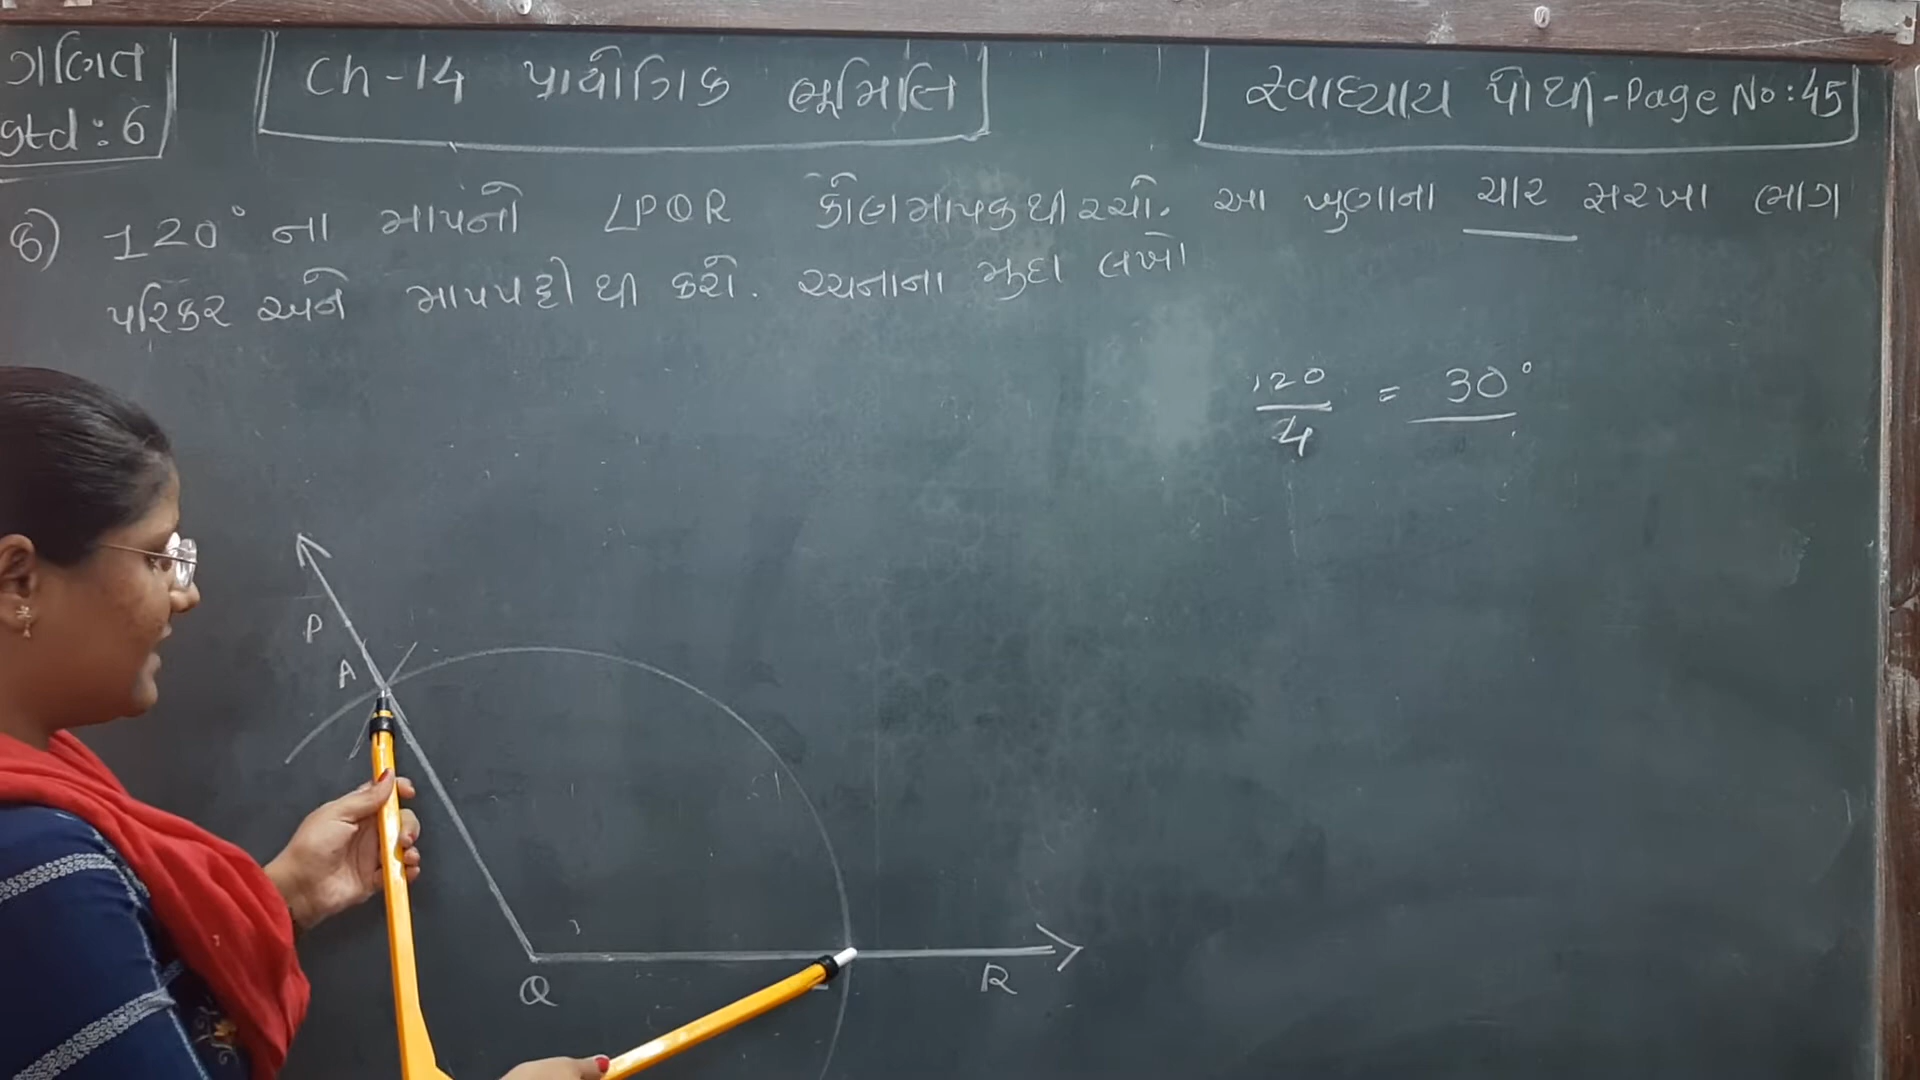 ગણિત
std : 6
Ch - 14 પ્રાયોગિક ભૂમિતિ
સ્વાધ્યાય પોથી - Page No : 45
6) 120° ના માપનો ∠PQR કોણમાપકથી રચો. આ ખુણાના ચાર સરખા ભાગ
પરિકર અને માપપટ્ટી થી કરો. રચનાના મુદ્દા લખો
120/4 = 30°
P
A
Q
R